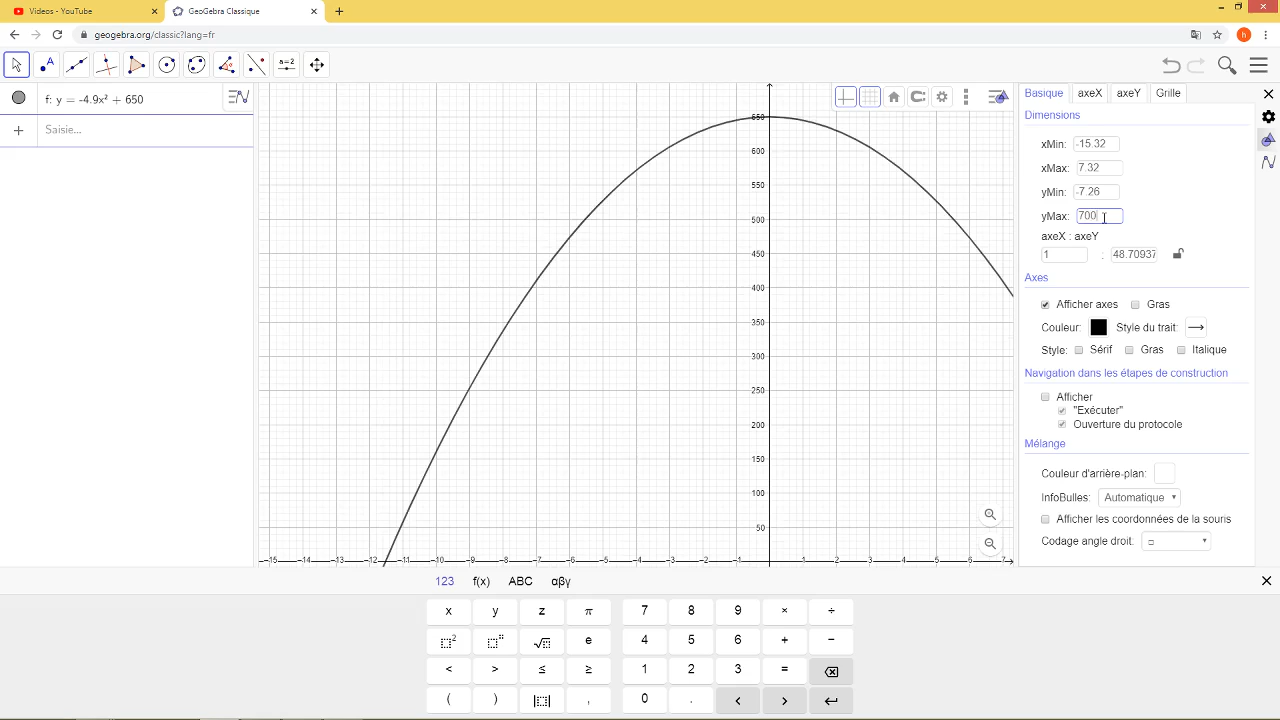 Videos - YouTube
GeoGebra Classique
geogebra.org/classic?lang=fr
h
a=2
f: y = -4.9x² + 650
Saisie...
Basique axeX axeY Grille
Dimensions
xMin: -15.32
xMax: 7.32
yMin: -7.26
yMax: 700
axeX : axeY
1 : 48.70937
Axes
Afficher axes Gras
Couleur: Style du trait:
Style: Sérif Gras Italique
Navigation dans les étapes de construction
Afficher
"Exécuter"
Ouverture du protocole
Mélange
Couleur d'arrière-plan:
InfoBulles: Automatique
Afficher les coordonnées de la souris
Codage angle droit: □
650
600
550
500
450
400
350
300
250
200
150
100
50
−15 −14 −13 −12 −11 −10 −9 −8 −7 −6 −5 −4 −3 −2 −1 1 2 3 4 5 6 7
123 f(x) ABC αβγ
x y z π 7 8 9 × ÷
□² √ e 4 5 6 + −
< > ≤ ≥ 1 2 3 =
( ) |□| , 0 . < >